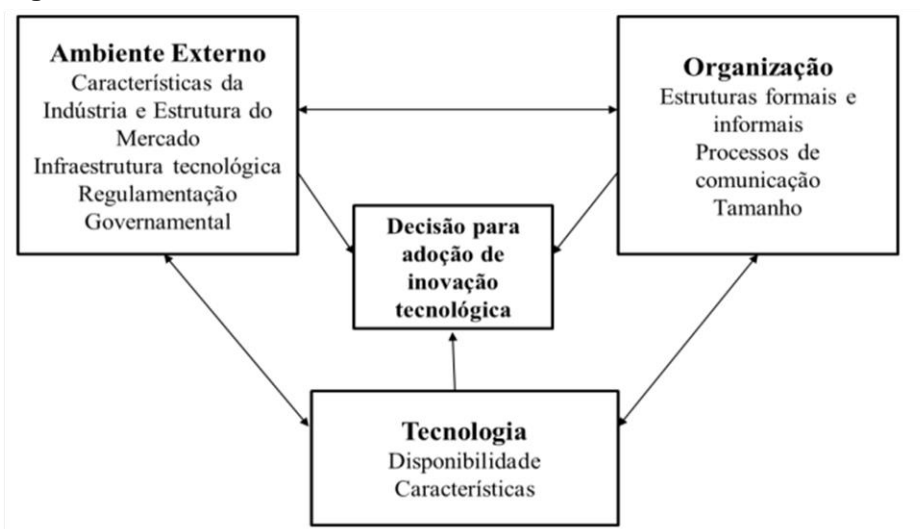 Ambiente Externo
Características da
Indústria e Estrutura do
Mercado
Infraestrutura tecnológica
Regulamentação
Governamental
Organização
Estruturas formais e
informais
Processos de
comunicação
Tamanho
Decisão para
adoção de
inovação
tecnológica
Tecnologia
Disponibilidade
Características